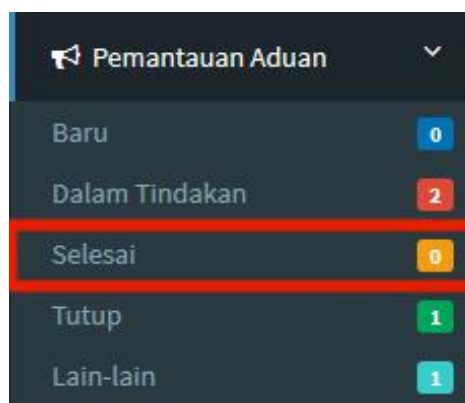 Pemantauan Aduan
Baru 0
Dalam Tindakan 2
Selesai 0
Tutup 1
Lain-lain 1